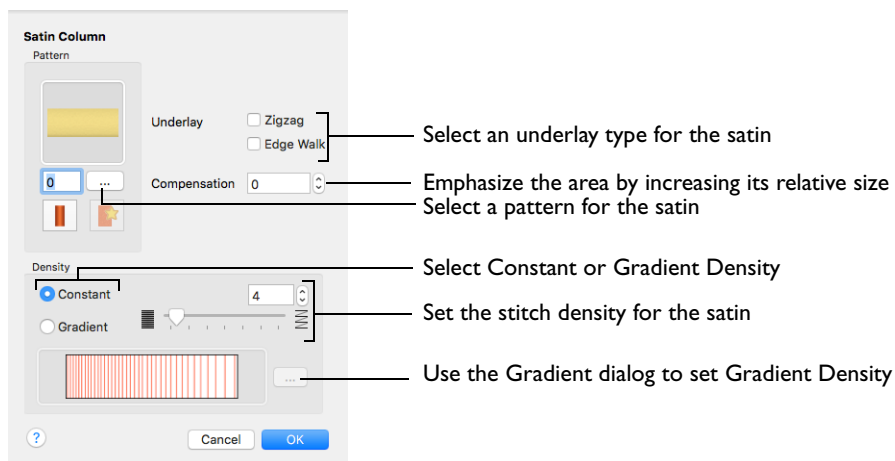 Satin Column
Pattern
Underlay
Zigzag
Edge Walk
Select an underlay type for the satin
0
...
Compensation
0
Emphasize the area by increasing its relative size
Select a pattern for the satin
Density
Select Constant or Gradient Density
Constant
4
Set the stitch density for the satin
Gradient
...
Use the Gradient dialog to set Gradient Density
?
Cancel
OK